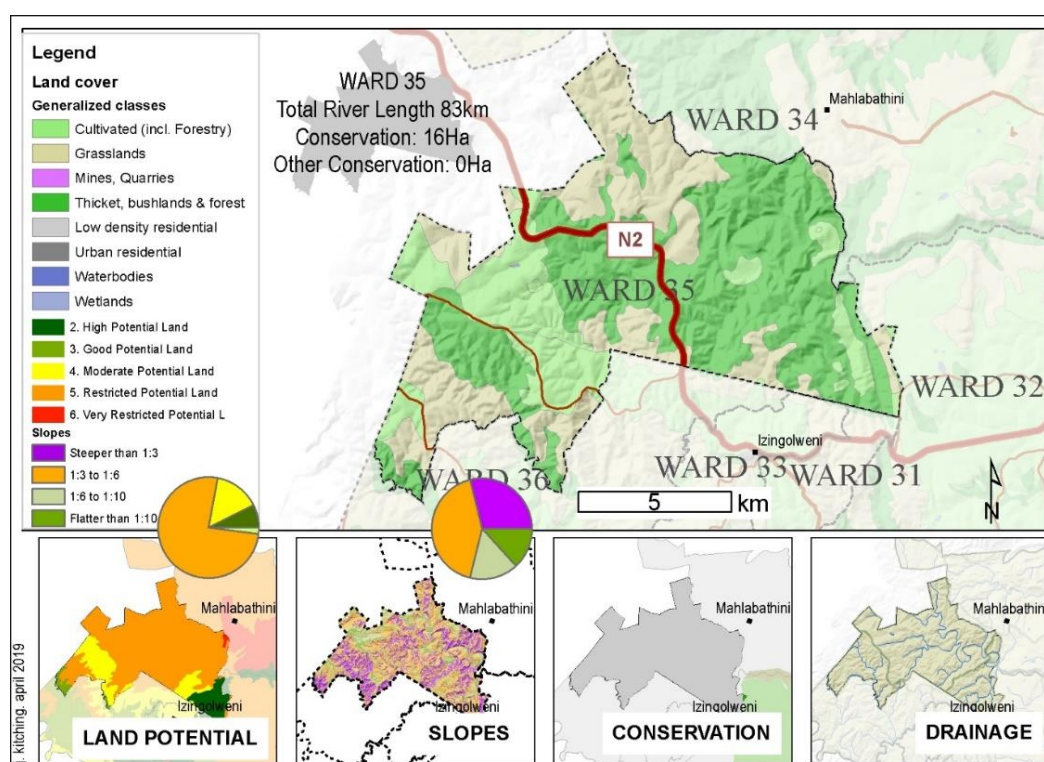 Legend
Land cover
Generalized classes
Cultivated (incl. Forestry)
Grasslands
Mines, Quarries
Thicket, bushlands & forest
Low density residential
Urban residential
Waterbodies
Wetlands
2. High Potential Land
3. Good Potential Land
4. Moderate Potential Land
5. Restricted Potential Land
6. Very Restricted Potential L
Slopes
Steeper than 1:3
1:3 to 1:6
1:6 to 1:10
Flatter than 1:10
WARD 35
Total River Length 83km
Conservation: 16Ha
Other Conservation: 0Ha
WARD 34
Mahlabathini
N2
WARD 35
WARD 32
Izingolweni
WARD 33
WARD 31
WARD 36
5 km
N
Mahlabathini
Izingolweni
LAND POTENTIAL
Mahlabathini
Izingolweni
SLOPES
Mahlabathini
Izingolweni
CONSERVATION
Mahlabathini
Izingolweni
DRAINAGE
kitching. april 2019